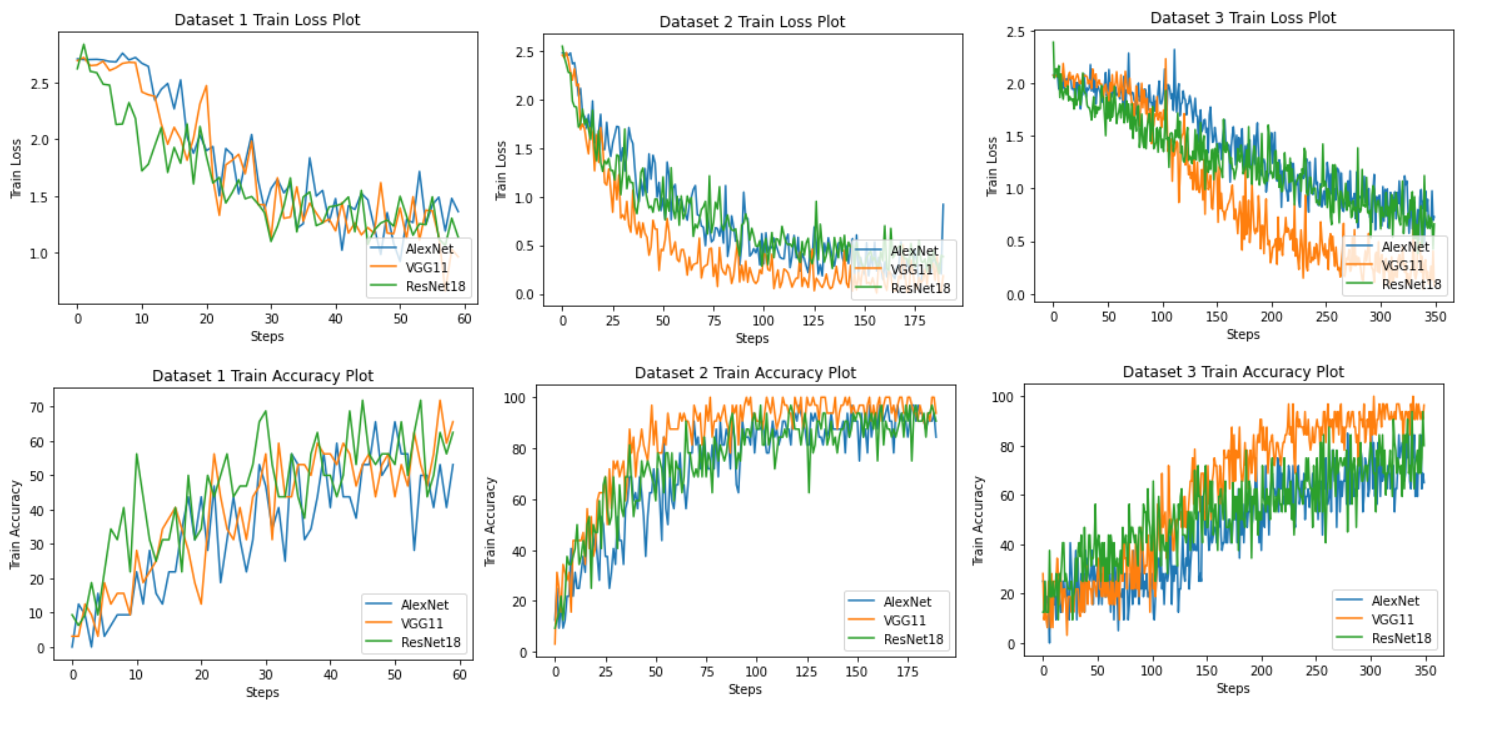 Dataset 1 Train Loss Plot
Train Loss
2.5
2.0
1.5
1.0
0 10 20 30 40 50 60
Steps
AlexNet
VGG11
ResNet18
Dataset 2 Train Loss Plot
Train Loss
2.5
2.0
1.5
1.0
0.5
0.0
0 25 50 75 100 125 150 175
Steps
AlexNet
VGG11
ResNet18
Dataset 3 Train Loss Plot
Train Loss
2.5
2.0
1.5
1.0
0.5
0.0
0 50 100 150 200 250 300 350
Steps
AlexNet
VGG11
ResNet18
Dataset 1 Train Accuracy Plot
Train Accuracy
70
60
50
40
30
20
10
0
0 10 20 30 40 50 60
Steps
AlexNet
VGG11
ResNet18
Dataset 2 Train Accuracy Plot
Train Accuracy
100
80
60
40
20
0
0 25 50 75 100 125 150 175
Steps
AlexNet
VGG11
ResNet18
Dataset 3 Train Accuracy Plot
Train Accuracy
100
80
60
40
20
0
0 50 100 150 200 250 300 350
Steps
AlexNet
VGG11
ResNet18